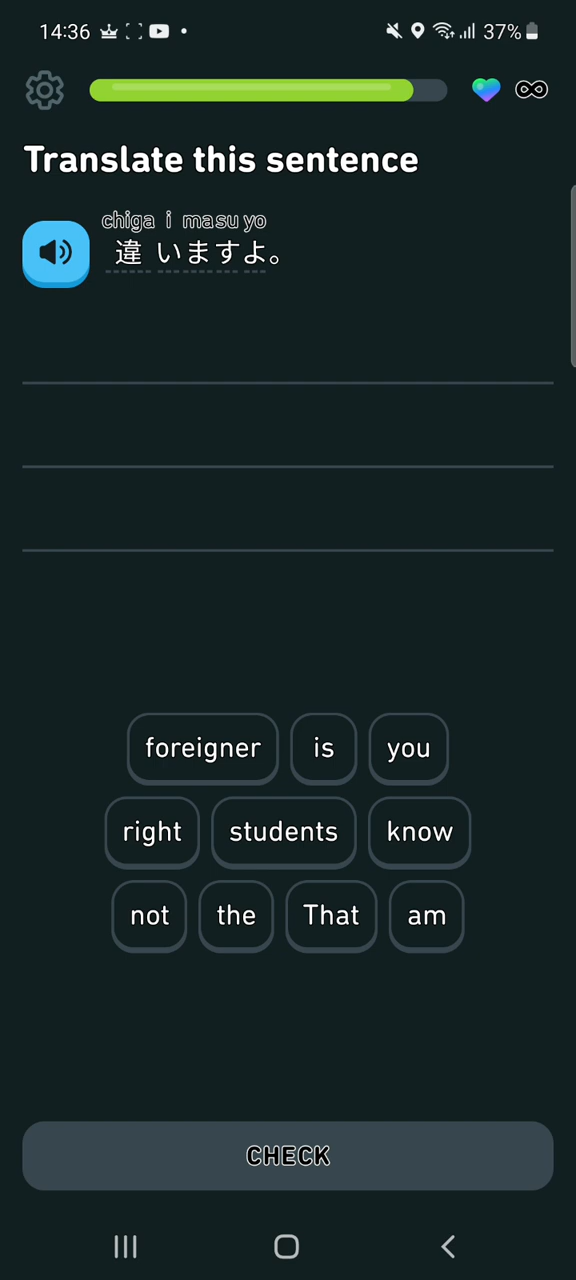 14:36 37%
Translate this sentence
chiga i masu yo
違 いますよ。
foreigner is you
right students know
not the That am
CHECK